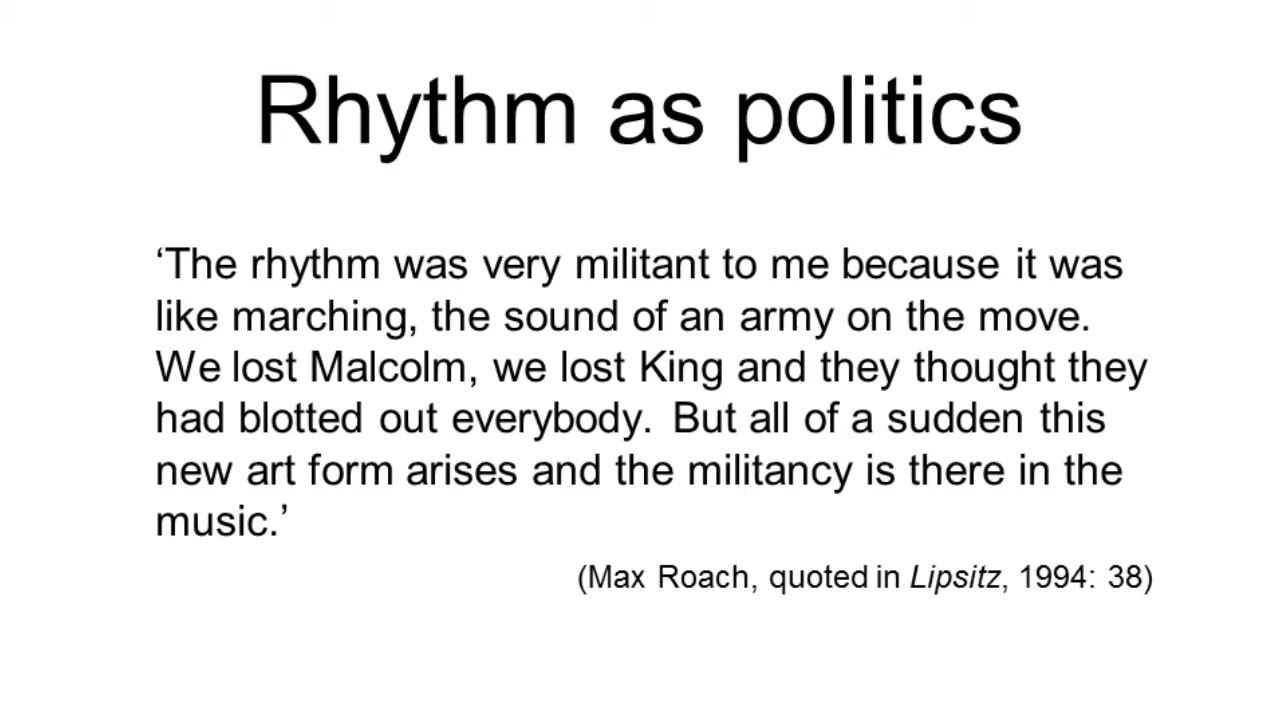 Rhythm as politics
‘The rhythm was very militant to me because it was
like marching, the sound of an army on the move.
We lost Malcolm, we lost King and they thought they
had blotted out everybody. But all of a sudden this
new art form arises and the militancy is there in the
music.’
(Max Roach, quoted in Lipsitz, 1994: 38)